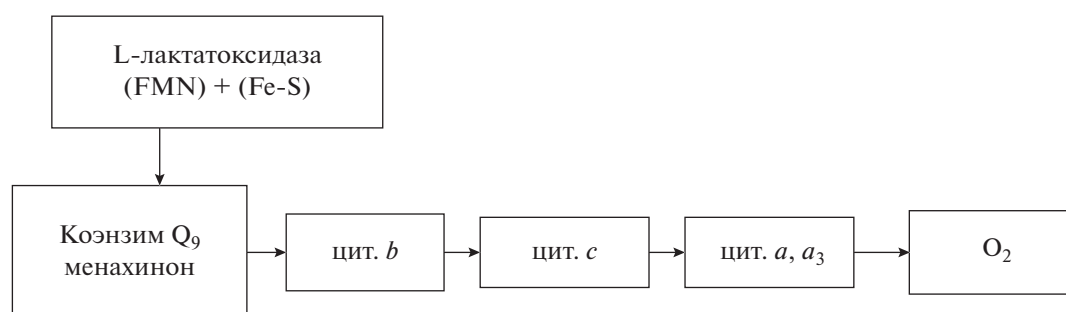 L-лактатоксидаза
(FMN) + (Fe-S)
Коэнзим Q₉
менахинон
цит. b
цит. c
цит. a, a₃
O₂